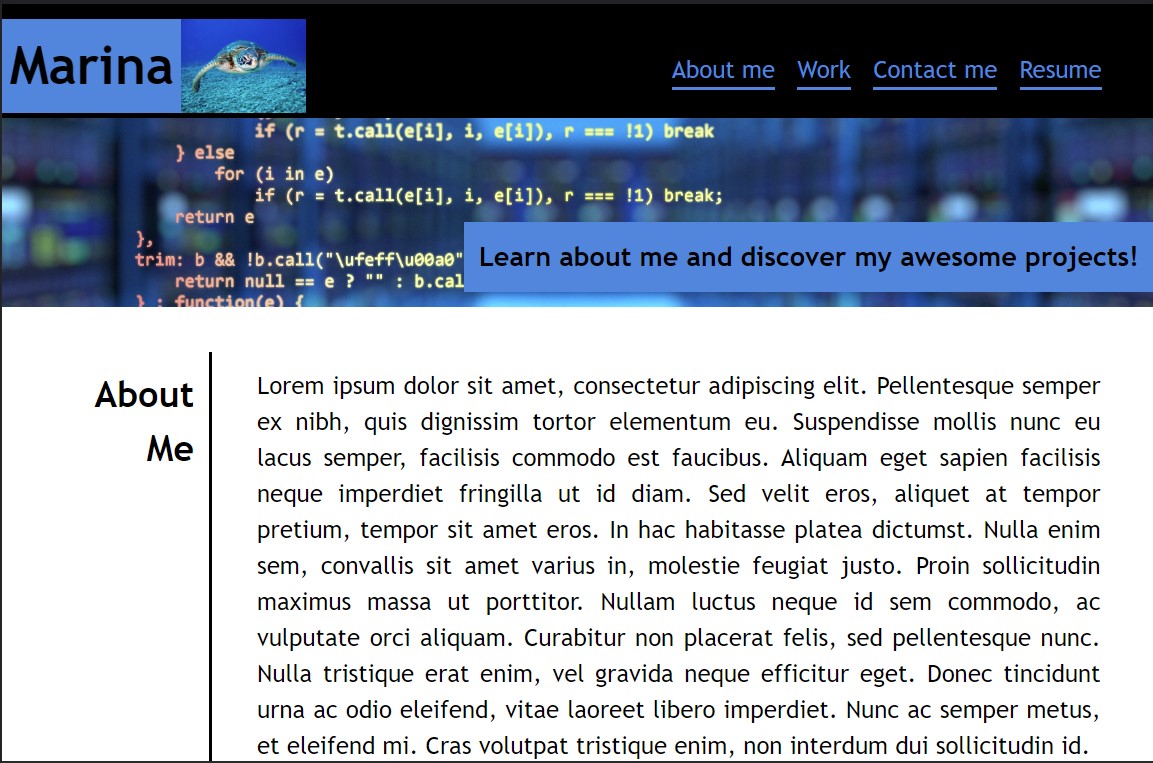 Marina
About me Work Contact me Resume
if (r = t.call(e[i], i, e[i]), r === !1) break
} else
for (i in e)
if (r = t.call(e[i], i, e[i]), r === !1) break;
return e
},
trim: b && !b.call("\ufeff\u00a0"
Learn about me and discover my awesome projects!
return null == e ? "" : b.cal
} : function(e) {
About
Me
Lorem ipsum dolor sit amet, consectetur adipiscing elit. Pellentesque semper
ex nibh, quis dignissim tortor elementum eu. Suspendisse mollis nunc eu
lacus semper, facilisis commodo est faucibus. Aliquam eget sapien facilisis
neque imperdiet fringilla ut id diam. Sed velit eros, aliquet at tempor
pretium, tempor sit amet eros. In hac habitasse platea dictumst. Nulla enim
sem, convallis sit amet varius in, molestie feugiat justo. Proin sollicitudin
maximus massa ut porttitor. Nullam luctus neque id sem commodo, ac
vulputate orci aliquam. Curabitur non placerat felis, sed pellentesque nunc.
Nulla tristique erat enim, vel gravida neque efficitur eget. Donec tincidunt
urna ac odio eleifend, vitae laoreet libero imperdiet. Nunc ac semper metus,
et eleifend mi. Cras volutpat tristique enim, non interdum dui sollicitudin id.